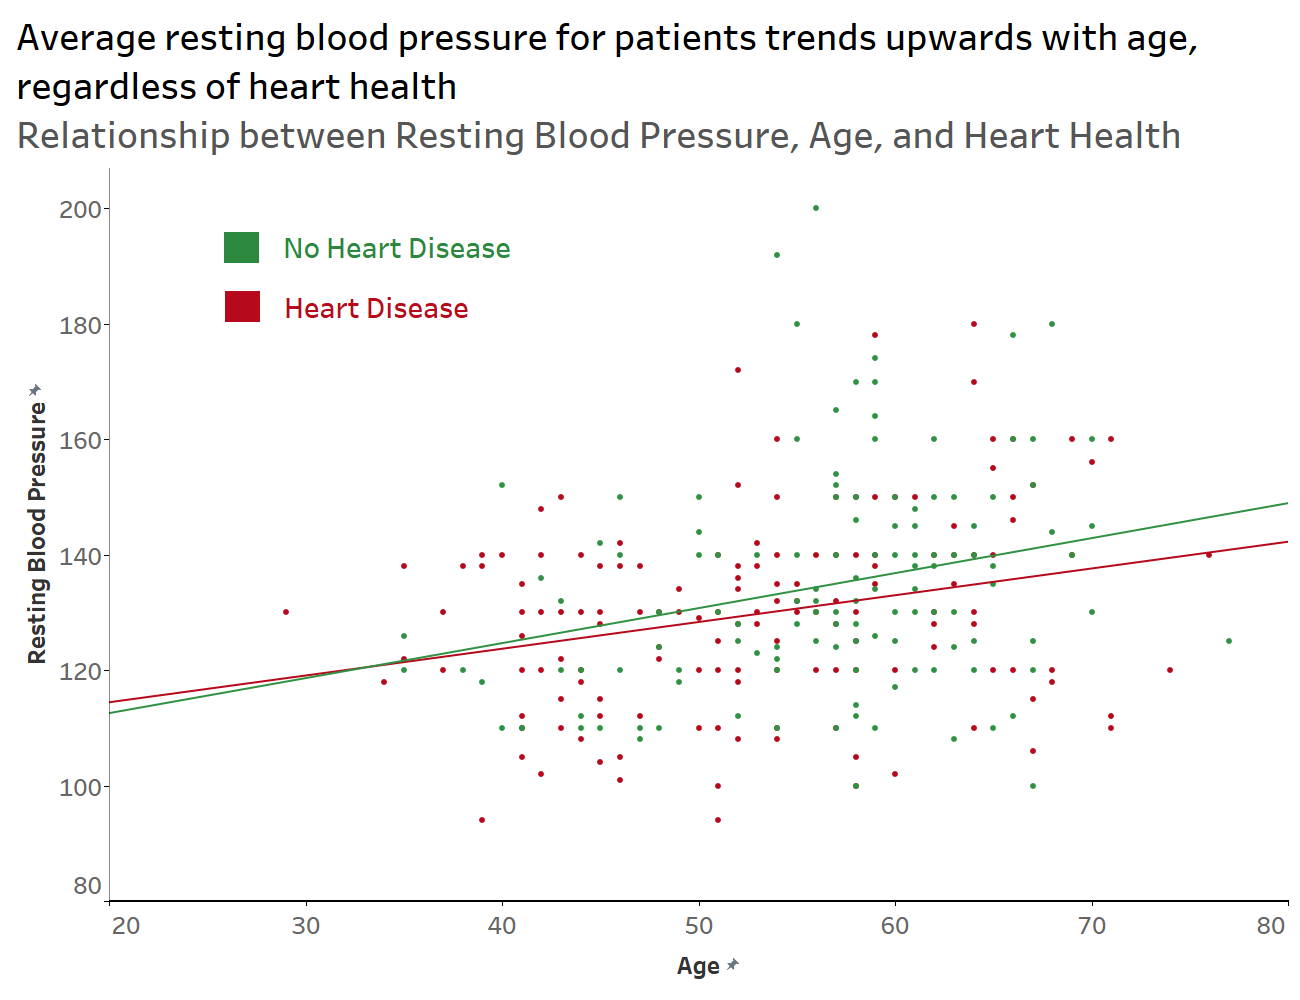 Average resting blood pressure for patients trends upwards with age,
regardless of heart health
Relationship between Resting Blood Pressure, Age, and Heart Health
200
No Heart Disease
Heart Disease
180
160
140
120
100
80
Resting Blood Pressure
20 30 40 50 60 70 80
Age